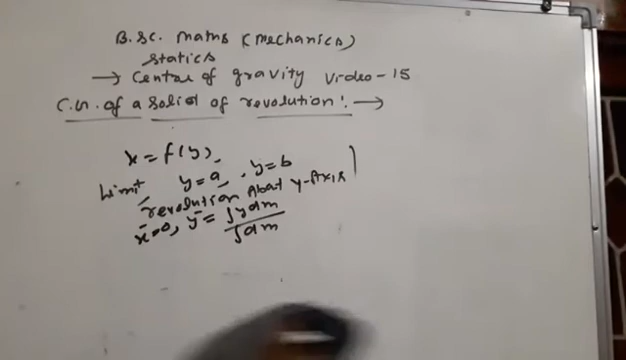 B.Sc. maths (mechanics)
Statics
→ Centre of gravity Video-15
C.G. of a solid of revolution :→
x = f(y),
Limit y = a, y = b
revolution About y-Axis
x̄=0, ȳ = ∫ydm / ∫dm